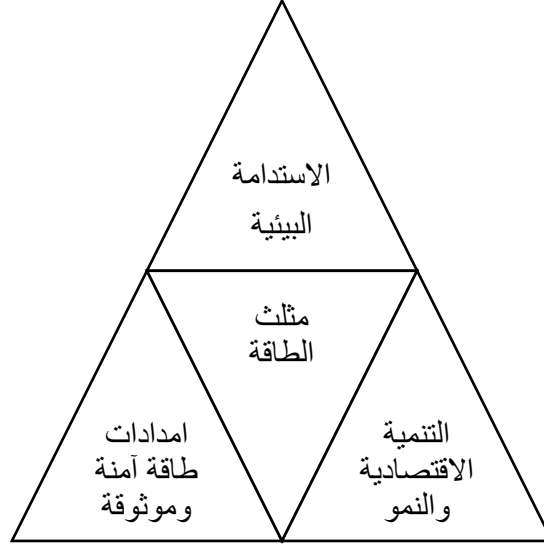 الاستدامة
البيئية
مثلث
الطاقة
التنمية
الاقتصادية
والنمو
امدادات
طاقة آمنة
وموثوقة